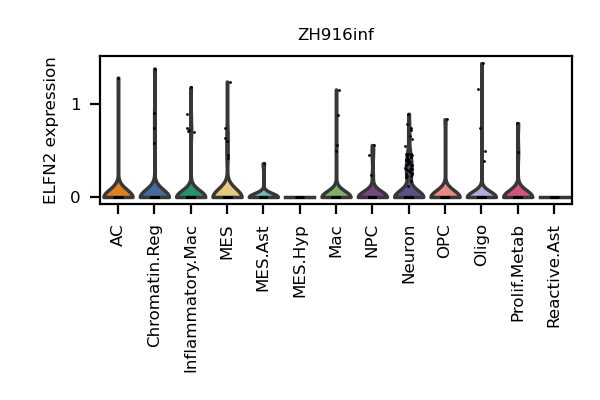 ZH916inf
ELFN2 expression
1
0
AC
Chromatin.Reg
Inflammatory.Mac
MES
MES.Ast
MES.Hyp
Mac
NPC
Neuron
OPC
Oligo
Prolif.Metab
Reactive.Ast